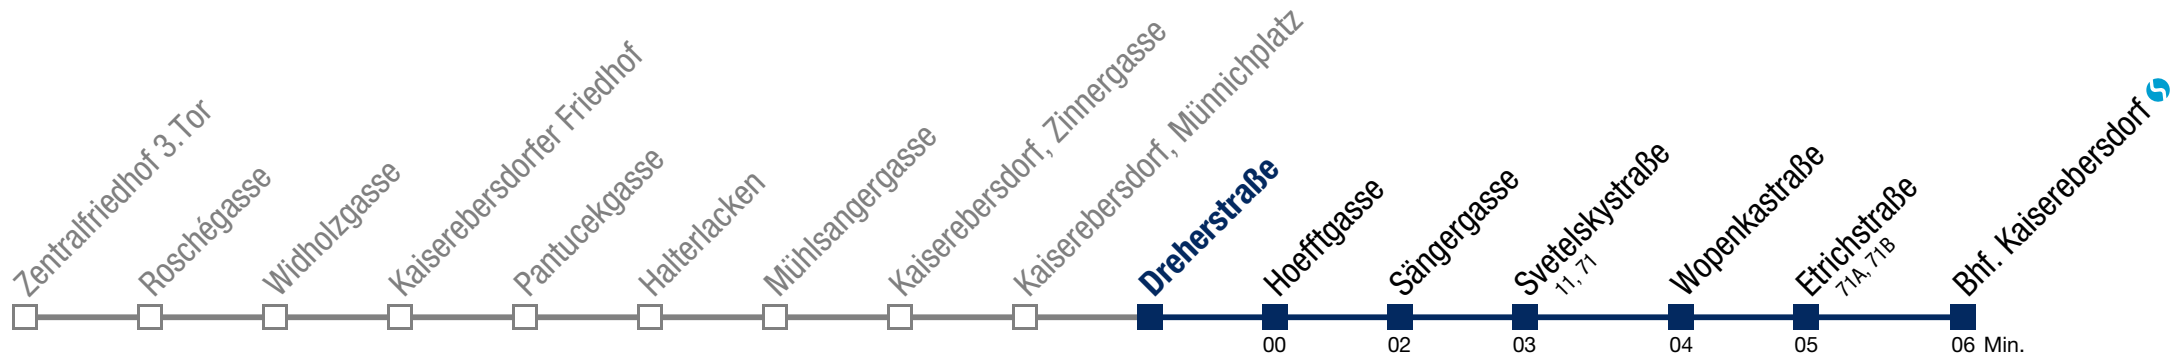 Zentralfriedhof 3. Tor
Roschégasse
Widholzgasse
Kaiserebersdorfer Friedhof
Pantucekgasse
Halterlacken
Mühlsangergasse
Kaiserebersdorf, Zinnergasse
Kaiserebersdorf, Münnichplatz
Dreherstraße
Hoefftgasse
Sängergasse
Svetelskystraße
11, 71
Wopenkastraße
Etrichstraße
71A, 71B
Bhf. Kaiserebersdorf
00 02 03 04 05 06 Min.